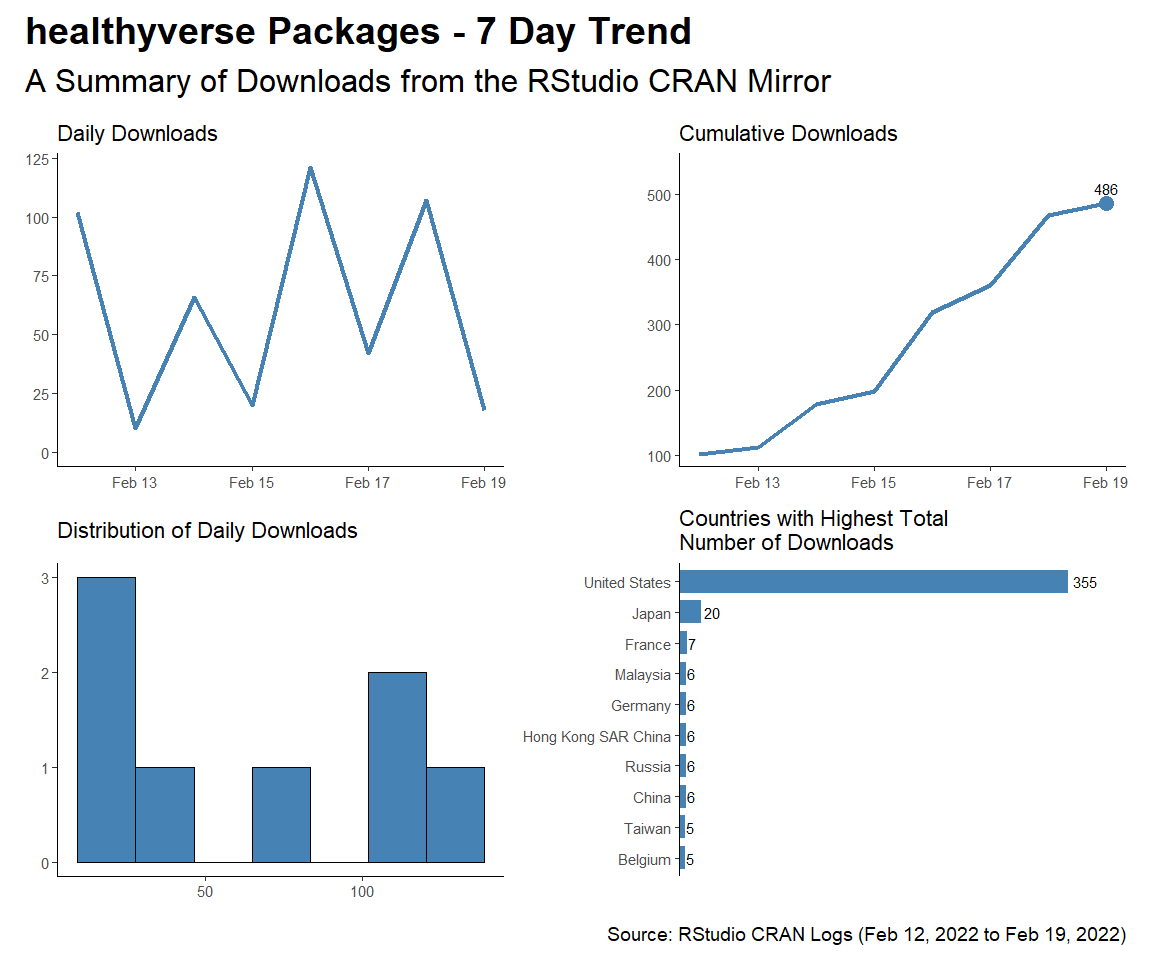 healthyverse Packages - 7 Day Trend
A Summary of Downloads from the RStudio CRAN Mirror
Daily Downloads
125
100
75
50
25
0
Feb 13 Feb 15 Feb 17 Feb 19
Cumulative Downloads
500
400
300
200
100
486
Feb 13 Feb 15 Feb 17 Feb 19
Distribution of Daily Downloads
3
2
1
0
50 100
Countries with Highest Total
Number of Downloads
United States 355
Japan 20
France 7
Malaysia 6
Germany 6
Hong Kong SAR China 6
Russia 6
China 6
Taiwan 5
Belgium 5
Source: RStudio CRAN Logs (Feb 12, 2022 to Feb 19, 2022)